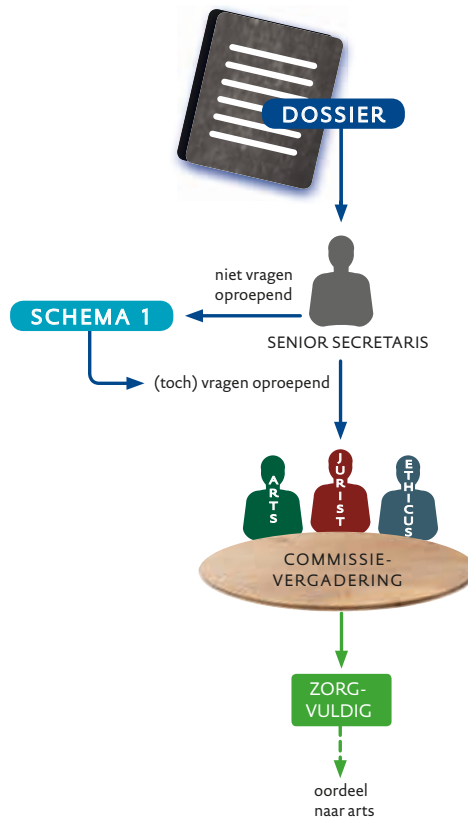 DOSSIER
niet vragen
oproepend
SCHEMA 1
SENIOR SECRETARIS
(toch) vragen oproepend
ARTS
JURIST
ETHICUS
COMMISSIE-
VERGADERING
ZORG-
VULDIG
oordeel
naar arts